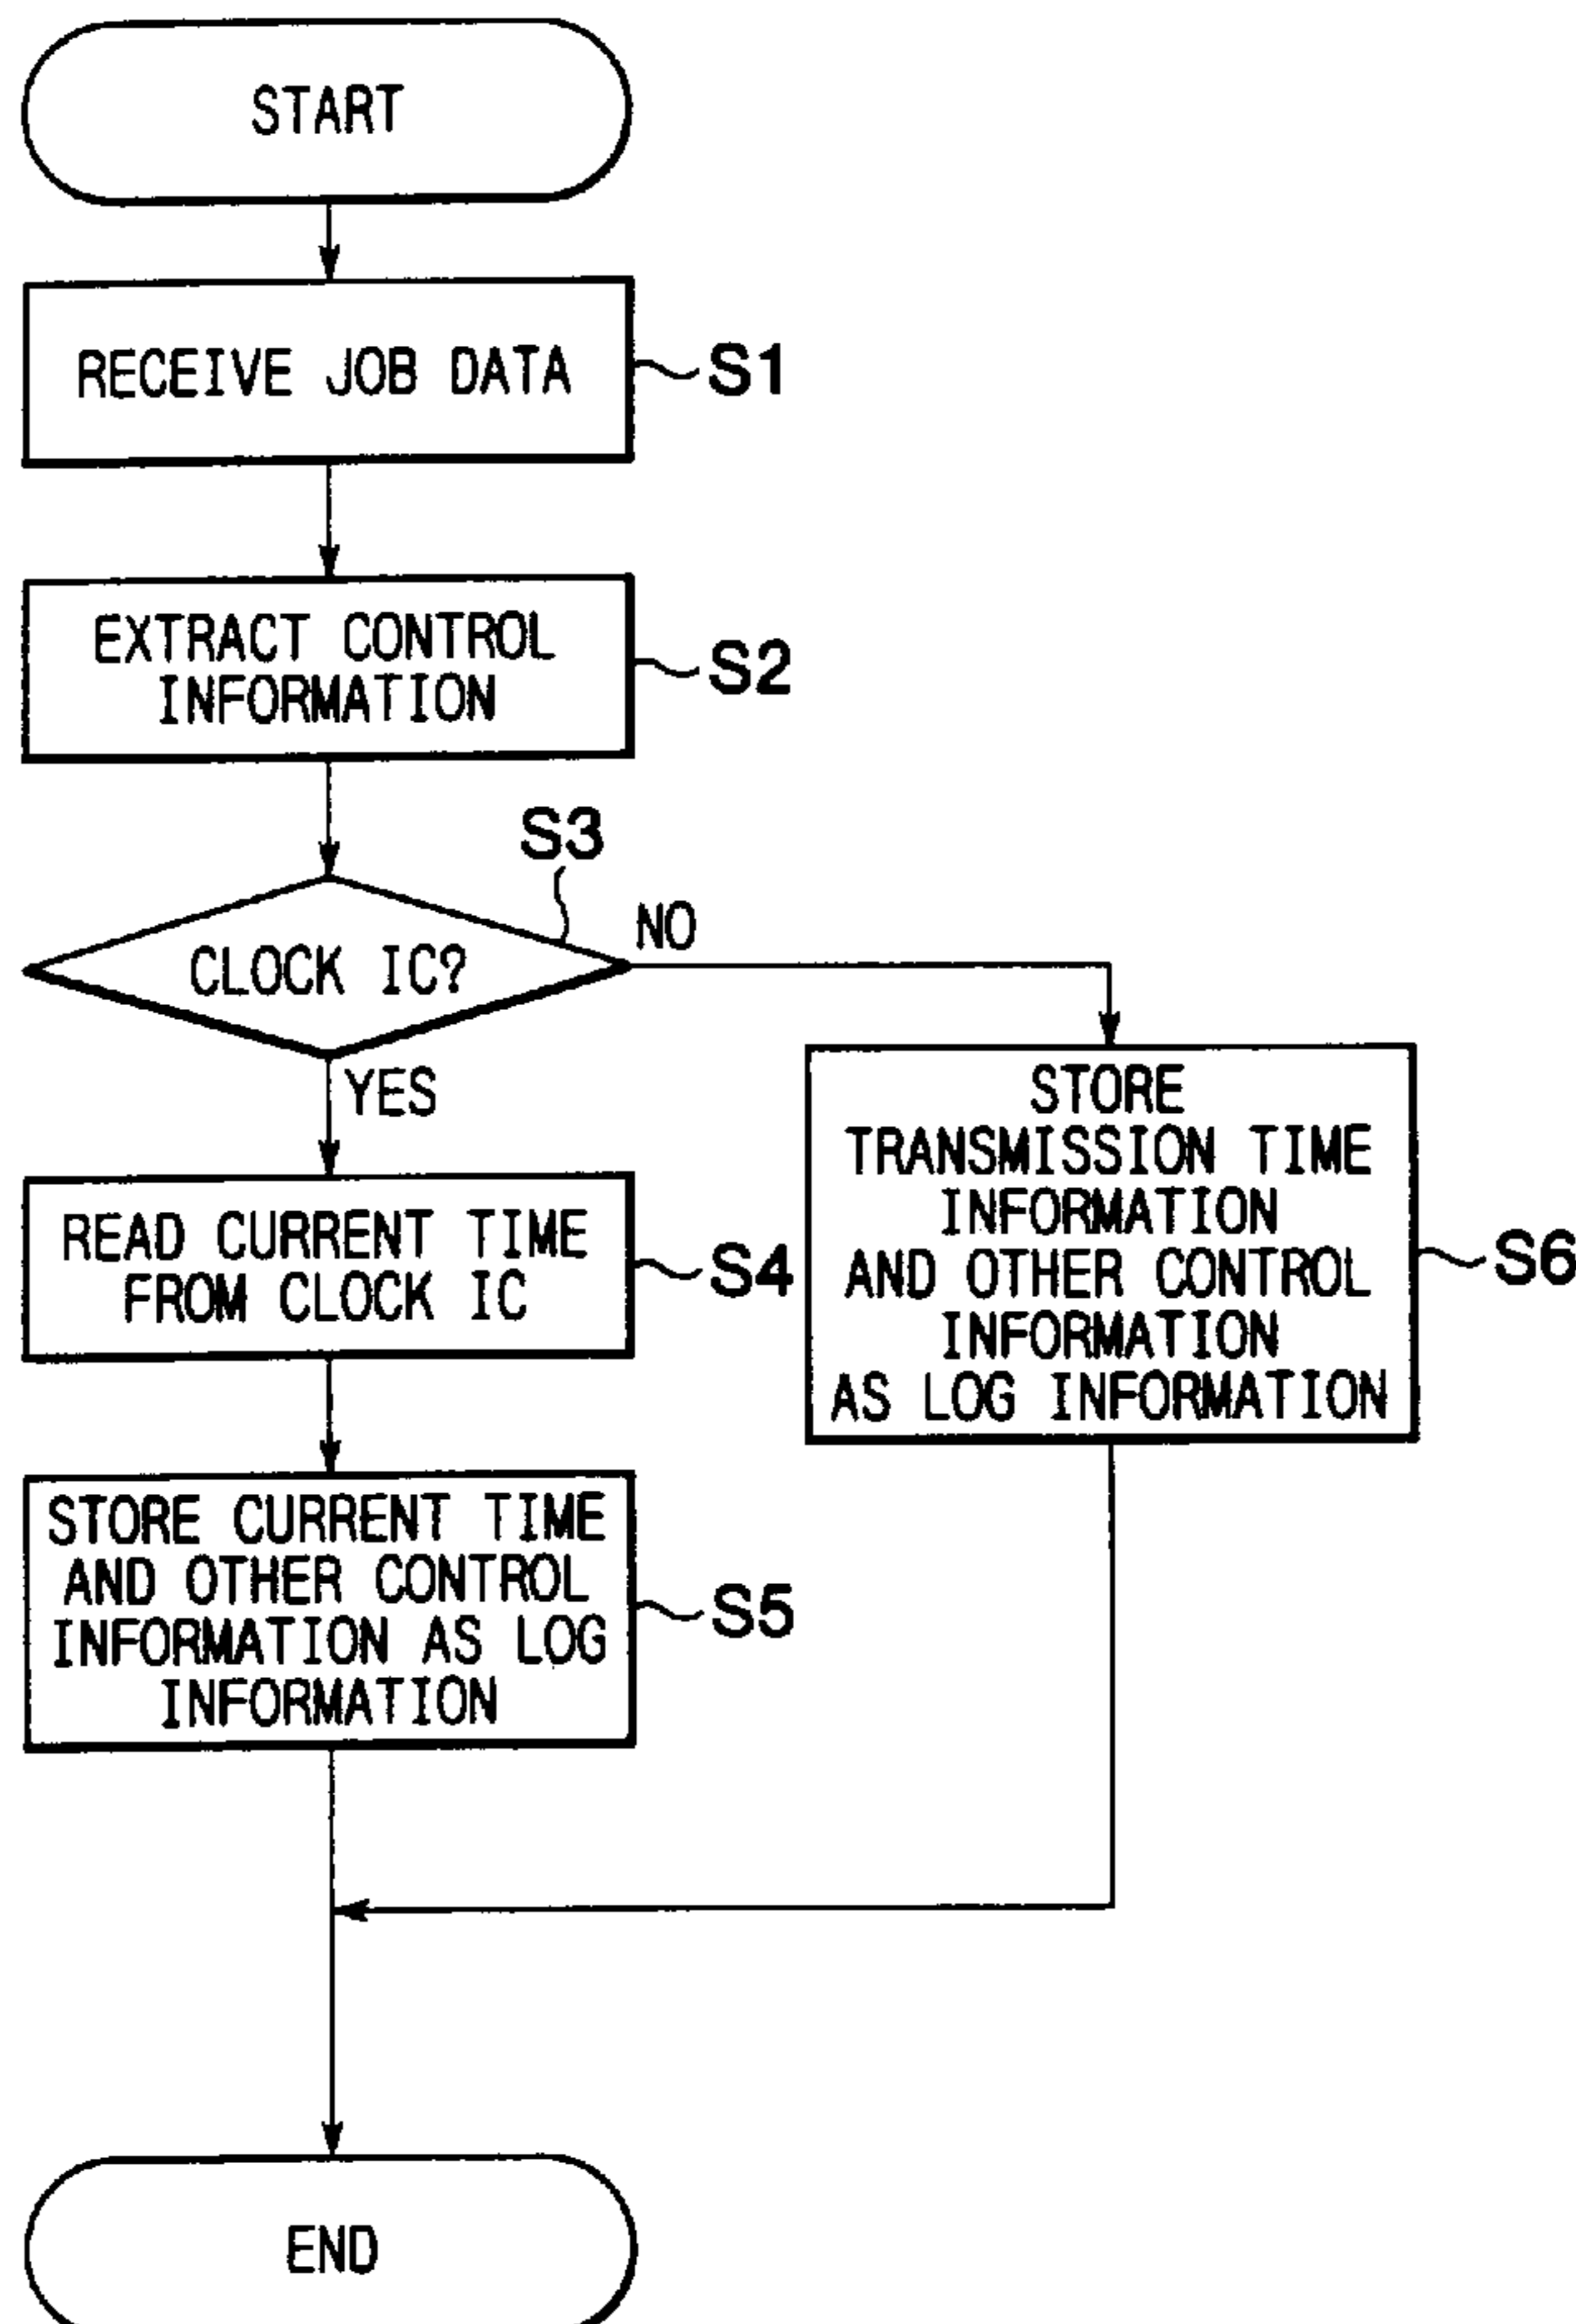 START
RECEIVE JOB DATA
S1
EXTRACT CONTROL
INFORMATION
S2
S3
CLOCK IC?
NO
YES
READ CURRENT TIME
FROM CLOCK IC
S4
STORE
TRANSMISSION TIME
INFORMATION
AND OTHER CONTROL
INFORMATION
AS LOG INFORMATION
S6
STORE CURRENT TIME
AND OTHER CONTROL
INFORMATION AS LOG
INFORMATION
S5
END